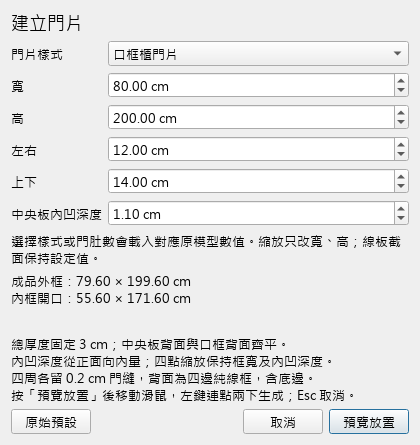 建立門片
門片樣式 口框櫃門片
寬 80.00 cm
高 200.00 cm
左右 12.00 cm
上下 14.00 cm
中央板內凹深度 1.10 cm
選擇樣式或門肚數會載入對應原模型數值。縮放只改寬、高；線板截
面保持設定值。
成品外框：79.60 × 199.60 cm
內框開口：55.60 × 171.60 cm
總厚度固定 3 cm；中央板背面與口框背面齊平。
內凹深度從正面向內量；四點縮放保持框寬及內凹深度。
四周各留 0.2 cm 門縫，背面為四邊純線框，含底邊。
按「預覽放置」後移動滑鼠，左鍵連點兩下生成；Esc 取消。
原始預設 取消 預覽放置